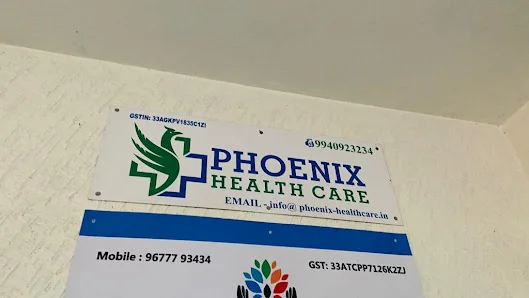 GSTIN: 33AGKPV1835C1ZI
9940923234
PHOENIX
HEALTH CARE
EMAIL - info@ phoenix-healthcare.in
Mobile : 96777 93434
GST: 33ATCPP7126K2ZJ